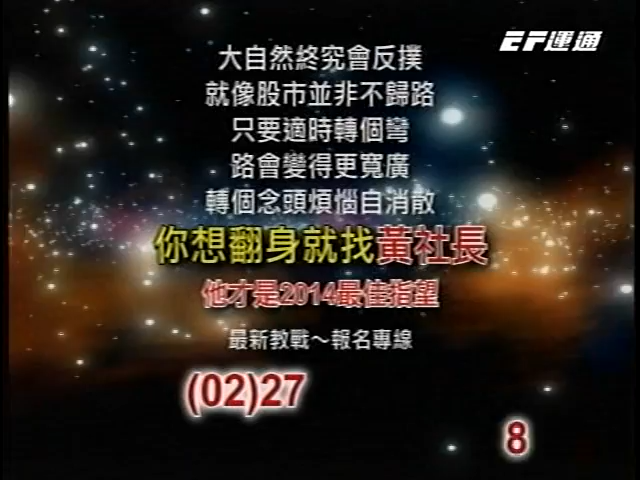 EF運通
大自然終究會反撲
就像股市並非不歸路
只要適時轉個彎
路會變得更寬廣
轉個念頭煩惱自消散
你想翻身就找黃社長
他才是2014最佳指望
最新教戰～報名專線
(02)27
8